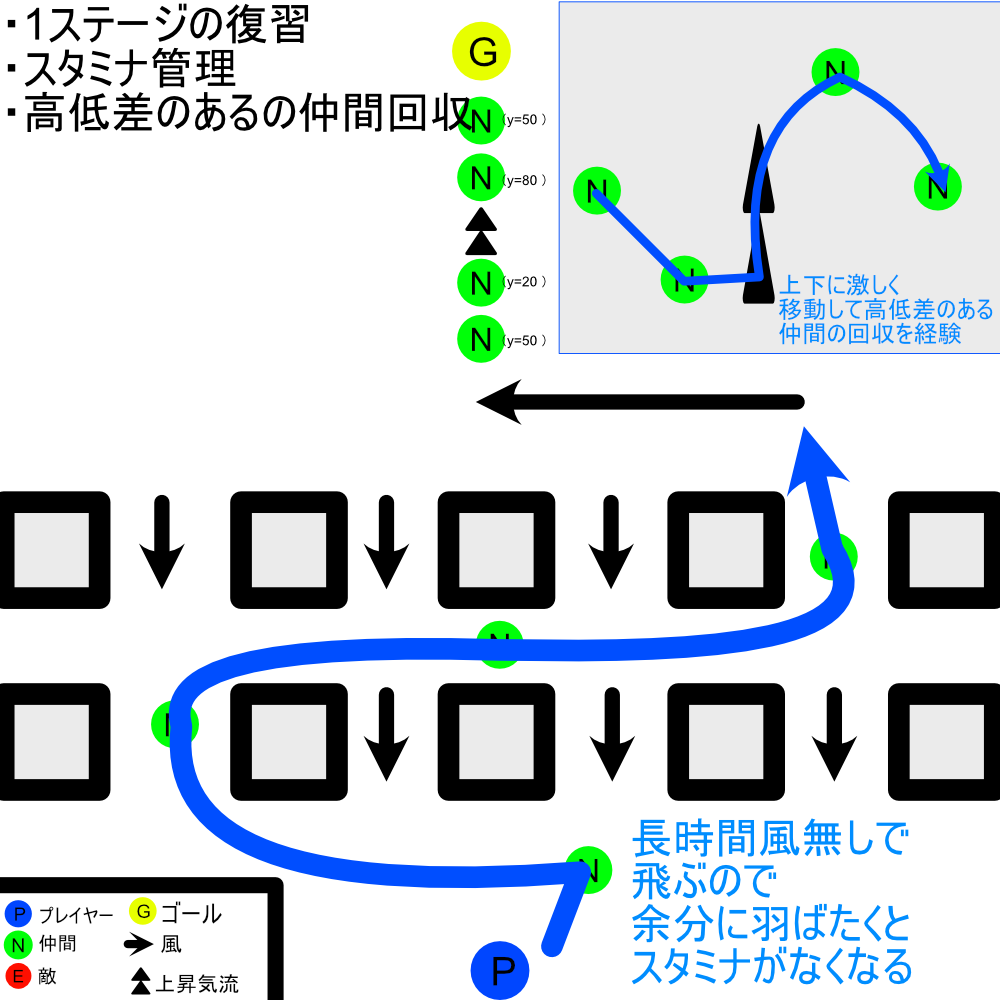 ・1ステージの復習
・スタミナ管理
・高低差のあるの仲間回収
G
N (y=50 )
N (y=80 )
N (y=20 )
N (y=50 )
N
N
N
N
上下に激しく
移動して高低差のある
仲間の回収を経験
N
N
N
N
長時間風無しで
飛ぶので
余分に羽ばたくと
スタミナがなくなる
P
P プレイヤー
G ゴール
N 仲間
風
E 敵
上昇気流